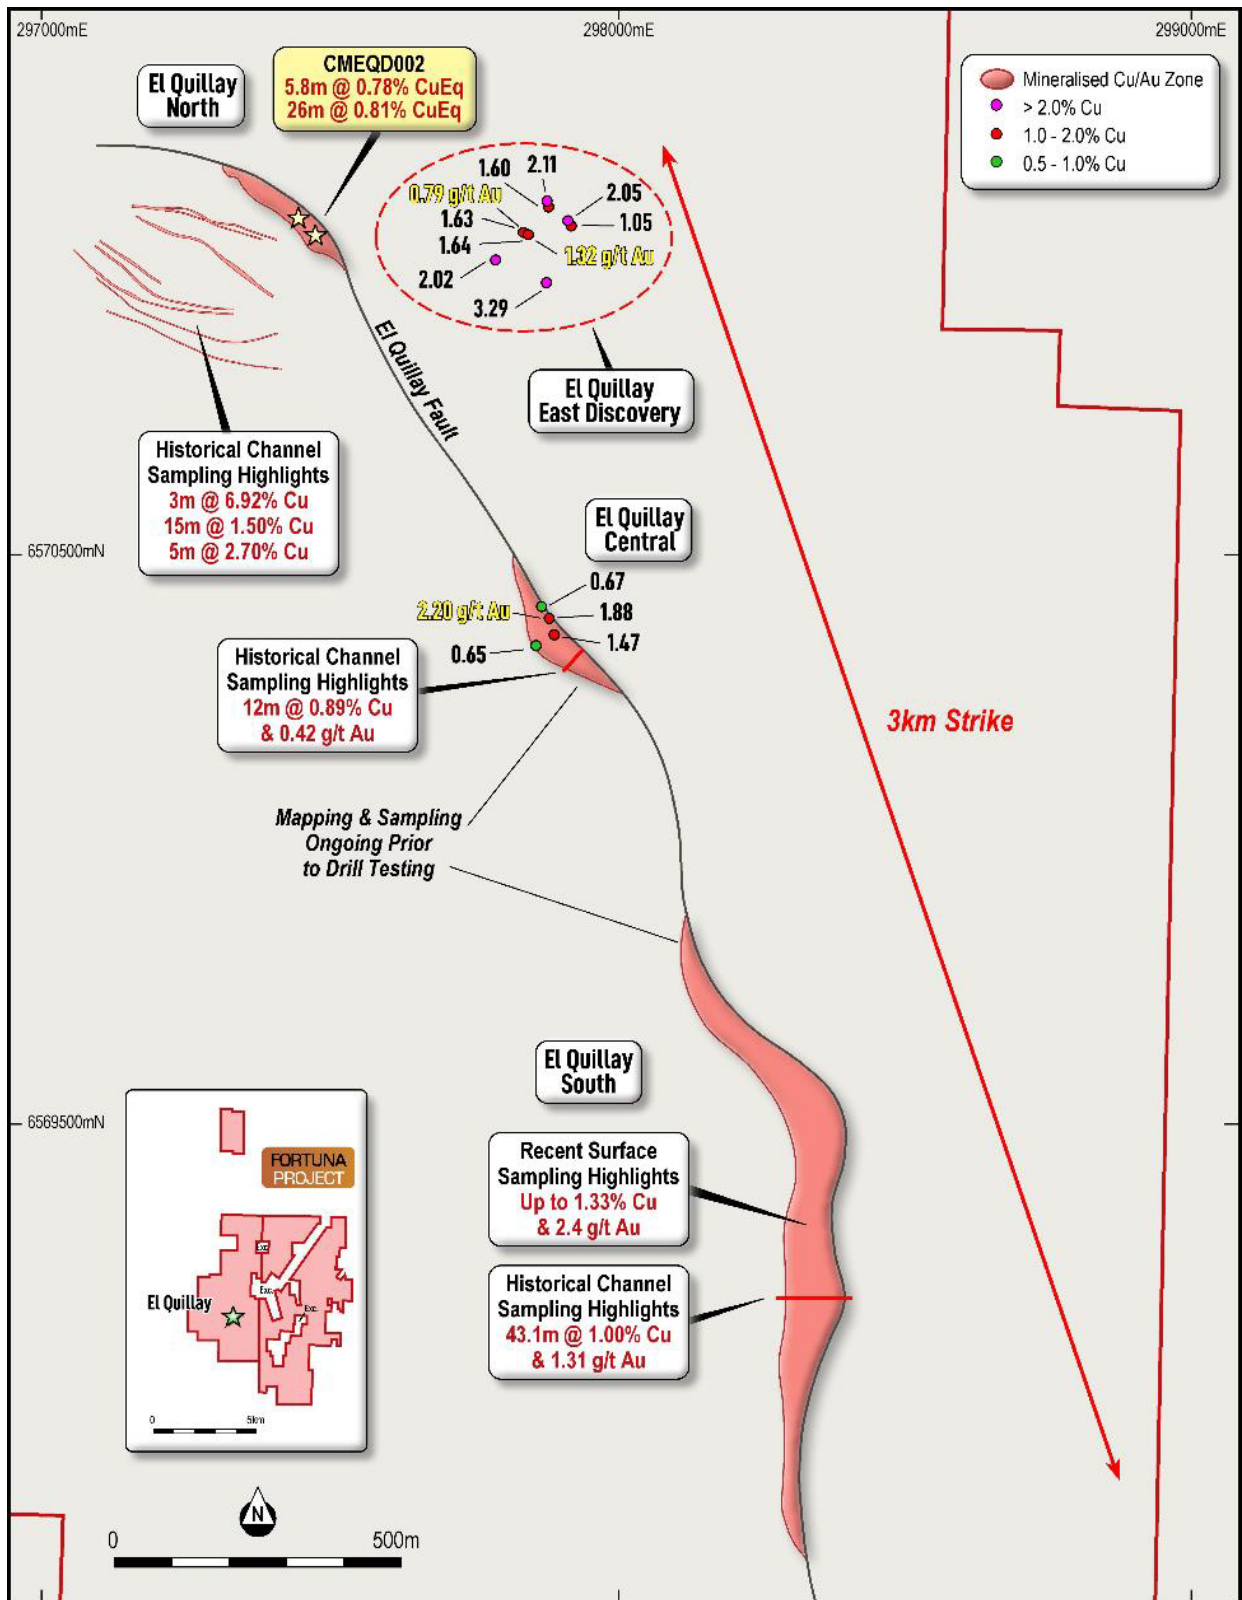 297000mE
298000mE
299000mE
El Quillay
North
CMEQD002
5.8m @ 0.78% CuEq
26m @ 0.81% CuEq
Mineralised Cu/Au Zone
> 2.0% Cu
1.0 - 2.0% Cu
0.5 - 1.0% Cu
1.60
2.11
0.79 g/t Au
2.05
1.63
1.05
1.64
1.32 g/t Au
2.02
3.29
El Quillay Fault
El Quillay
East Discovery
Historical Channel
Sampling Highlights
3m @ 6.92% Cu
15m @ 1.50% Cu
5m @ 2.70% Cu
El Quillay
Central
6570500mN
0.67
2.20 g/t Au
1.88
1.47
0.65
Historical Channel
Sampling Highlights
12m @ 0.89% Cu
& 0.42 g/t Au
3km Strike
Mapping & Sampling
Ongoing Prior
to Drill Testing
El Quillay
South
6569500mN
Recent Surface
Sampling Highlights
Up to 1.33% Cu
& 2.4 g/t Au
Historical Channel
Sampling Highlights
43.1m @ 1.00% Cu
& 1.31 g/t Au
FORTUNA
PROJECT
Exc.
Exc.
Exc.
El Quillay
0 5km
N
0 500m